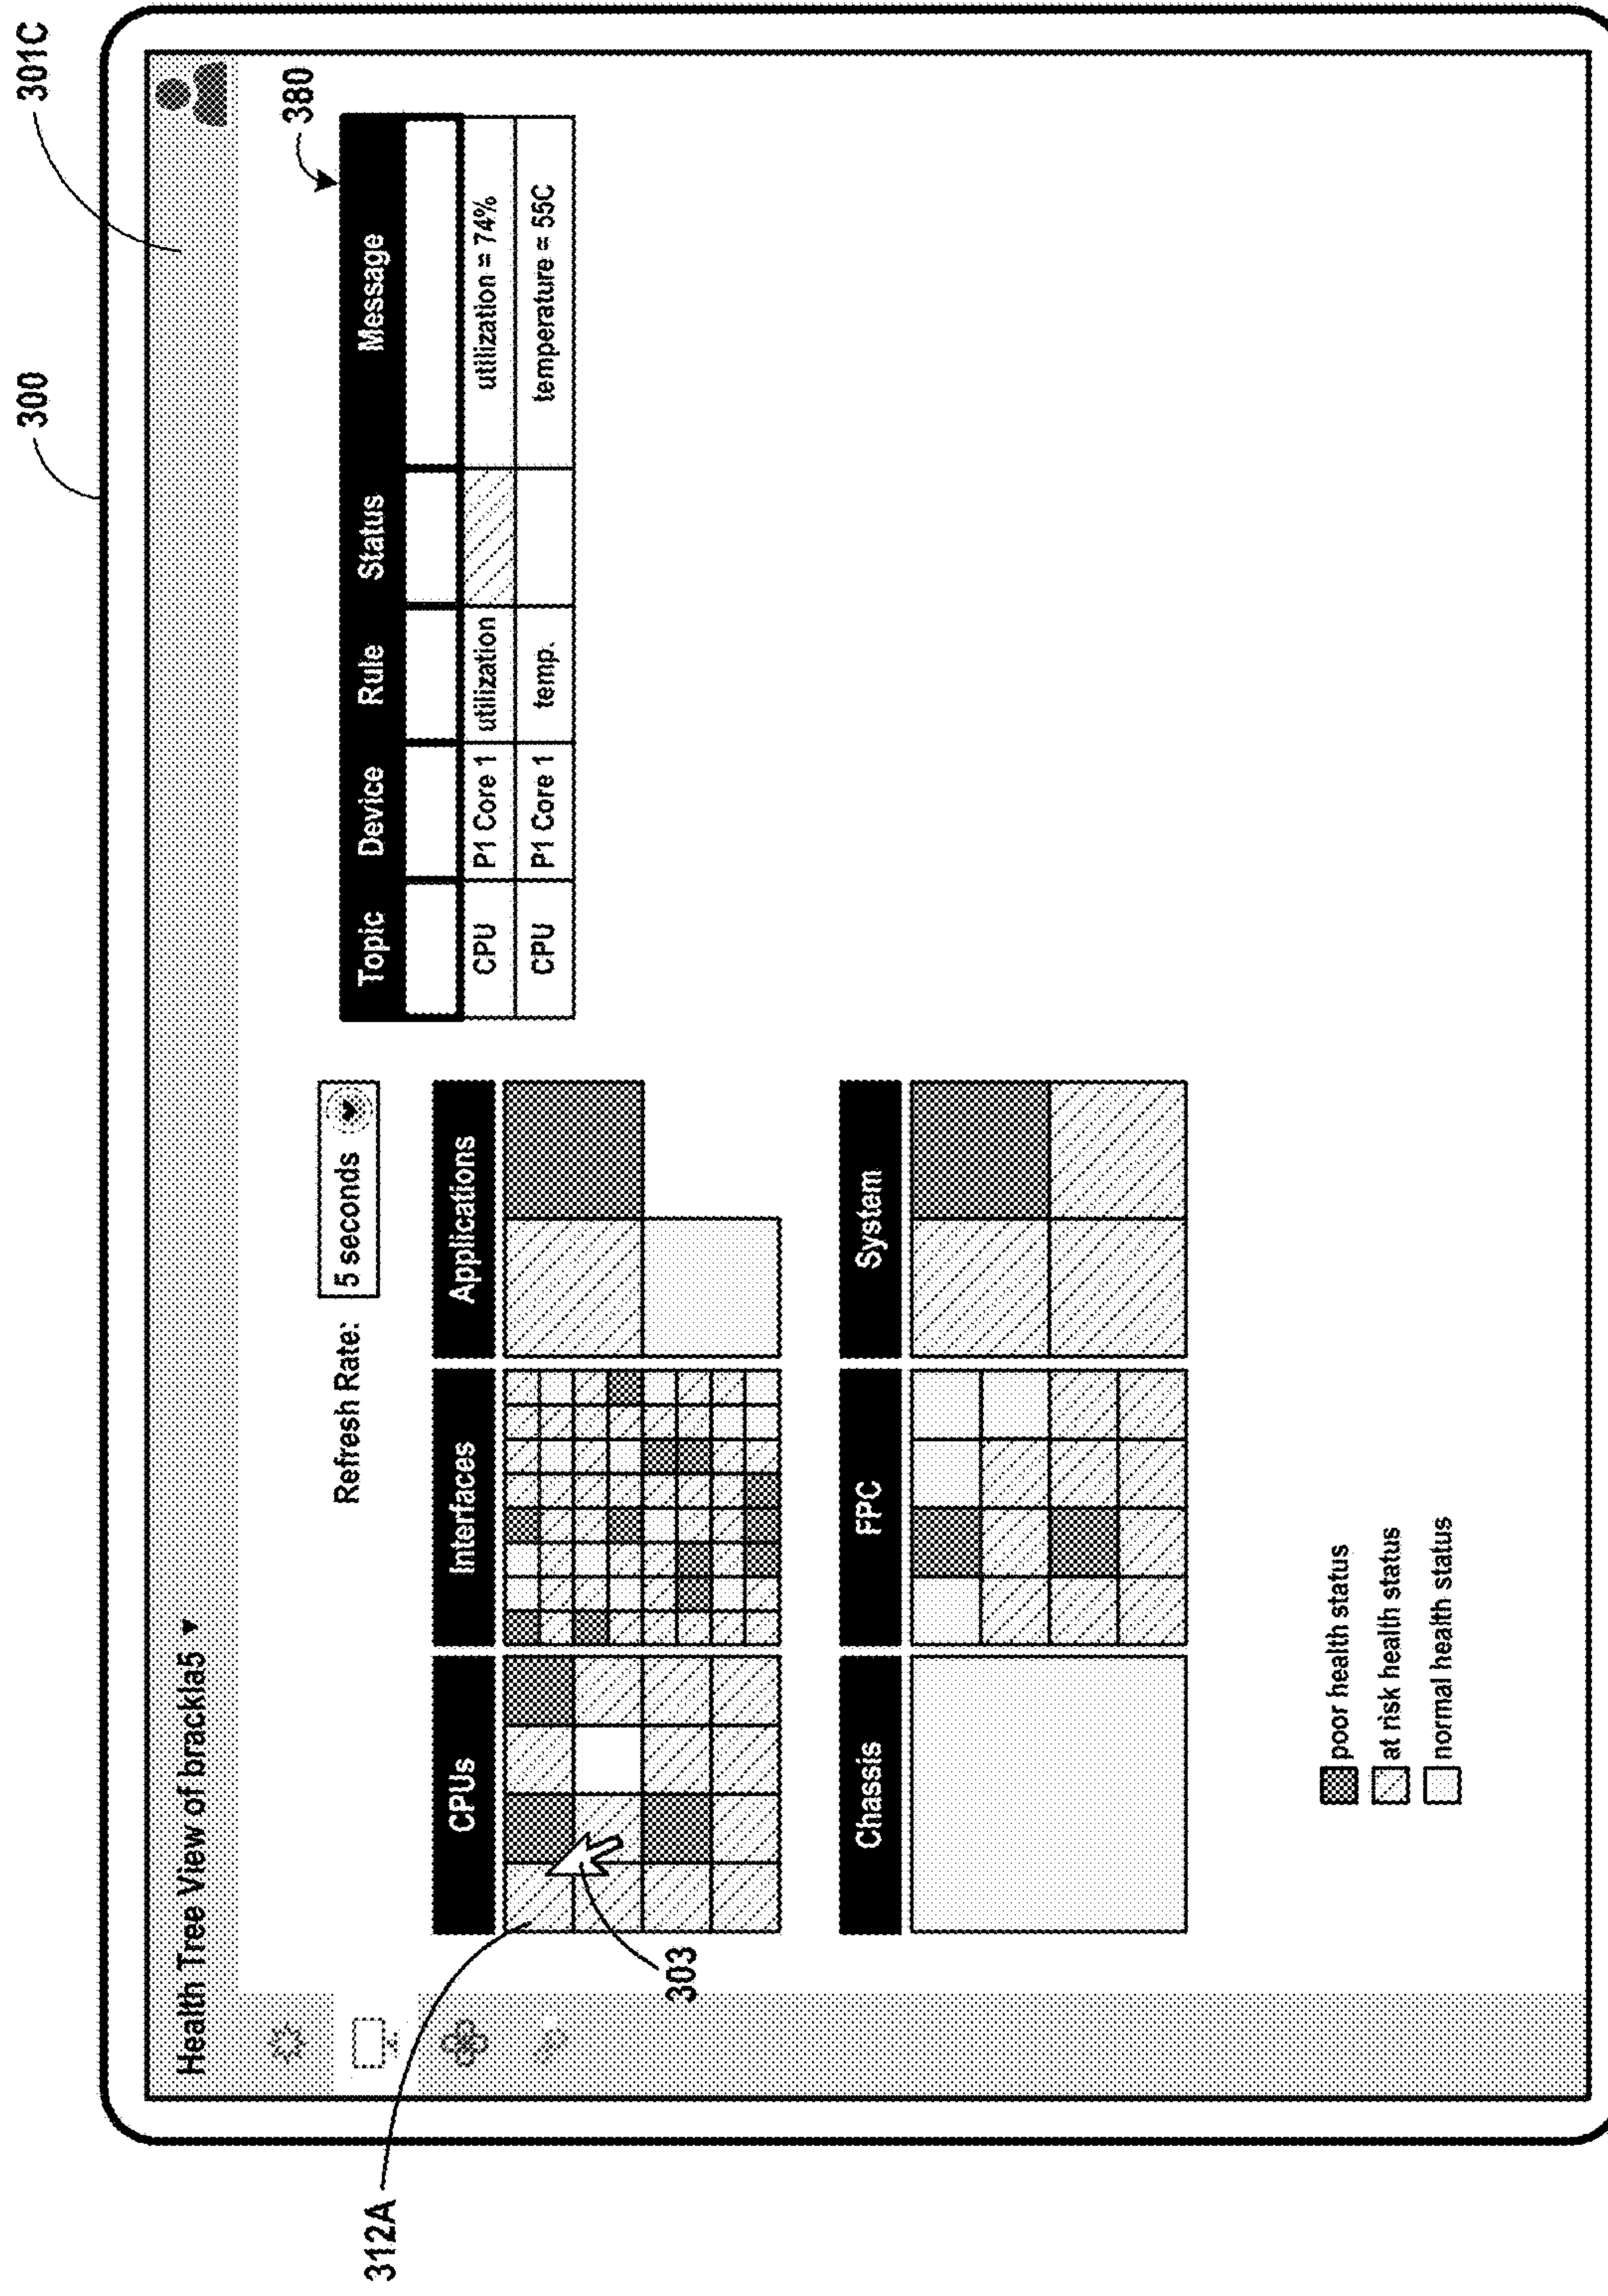 300
301C
Health Tree View of brackla5
Refresh Rate: 5 seconds
380
Topic Device Rule Status Message
CPU P1 Core 1 utilization utilization = 74%
CPU P1 Core 1 temp. temperature = 55C
312A
CPUs Interfaces Applications
303
Chassis FPC System
poor health status
at risk health status
normal health status